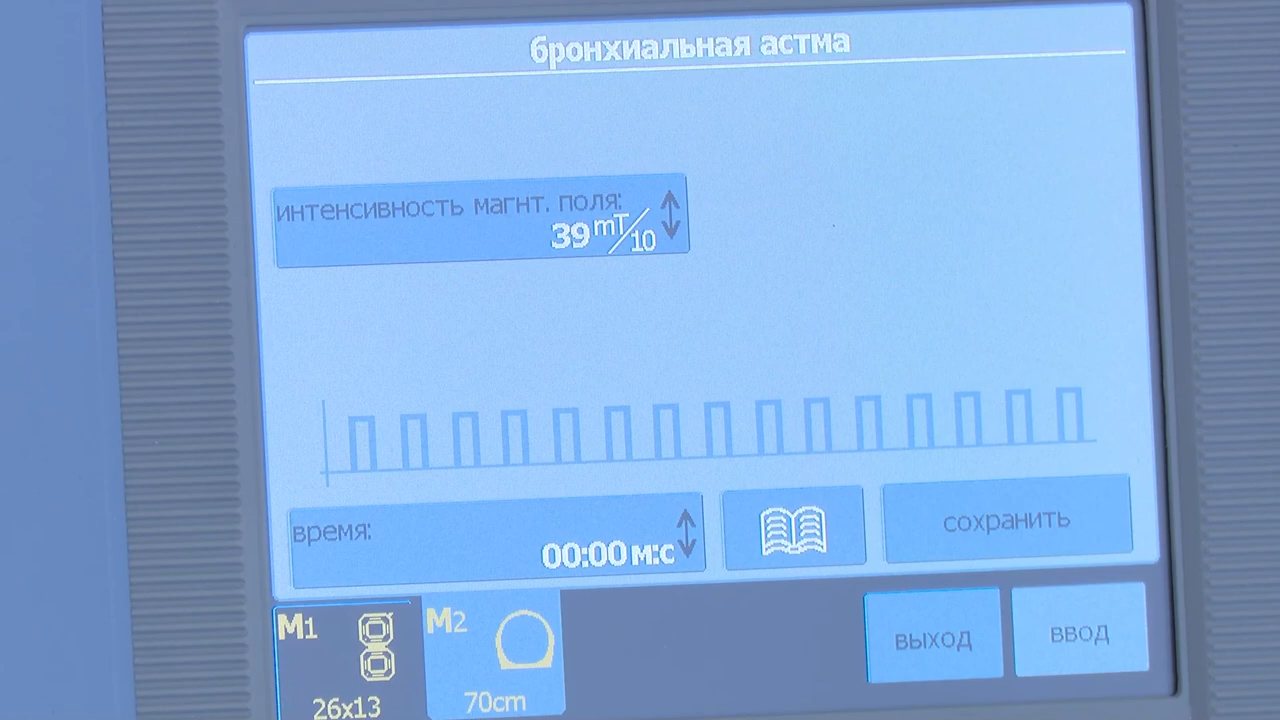 бронхиальная астма
интенсивность магнт. поля:
39 mT/10
время:
00:00 м:с
сохранить
M1
26x13
M2
70cm
выход
ввод